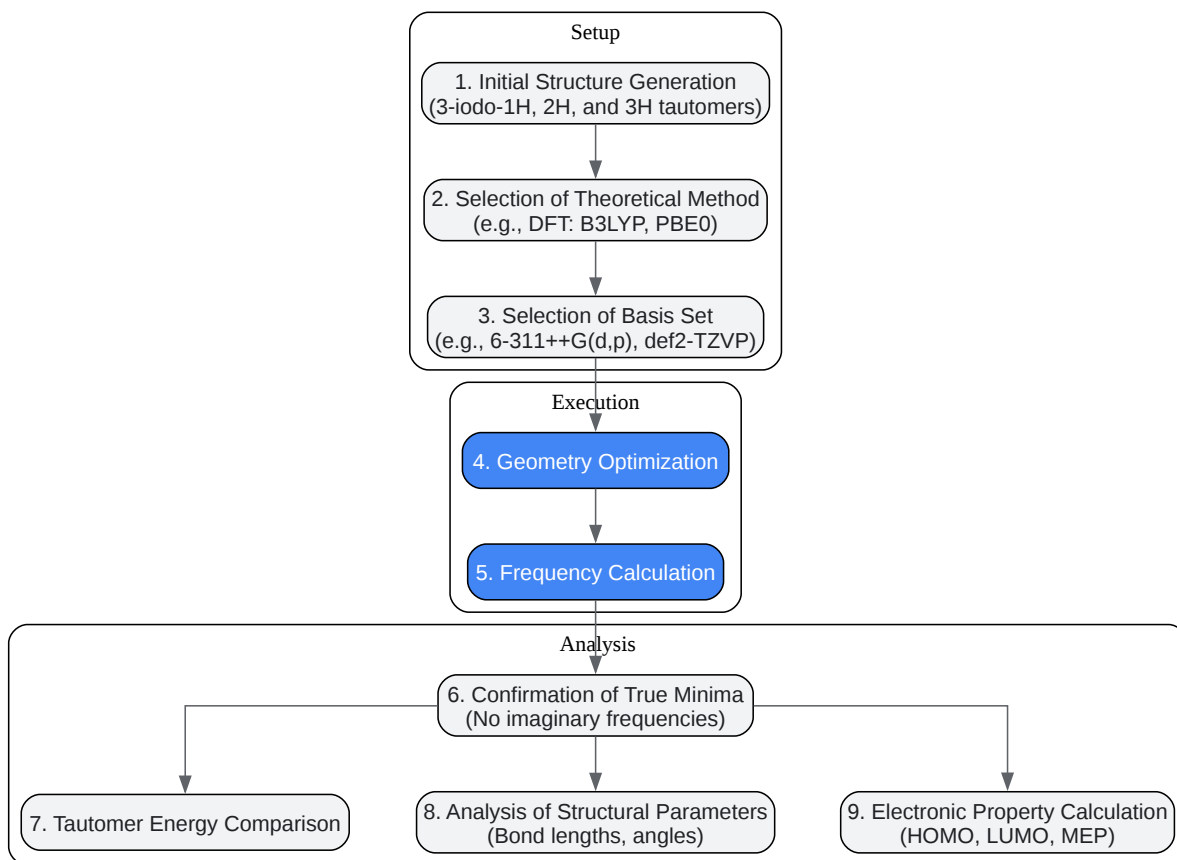 Setup
1. Initial Structure Generation
(3-iodo-1H, 2H, and 3H tautomers)
2. Selection of Theoretical Method
(e.g., DFT: B3LYP, PBE0)
3. Selection of Basis Set
(e.g., 6-311++G(d,p), def2-TZVP)
Execution
4. Geometry Optimization
5. Frequency Calculation
Analysis
6. Confirmation of True Minima
(No imaginary frequencies)
7. Tautomer Energy Comparison
8. Analysis of Structural Parameters
(Bond lengths, angles)
9. Electronic Property Calculation
(HOMO, LUMO, MEP)